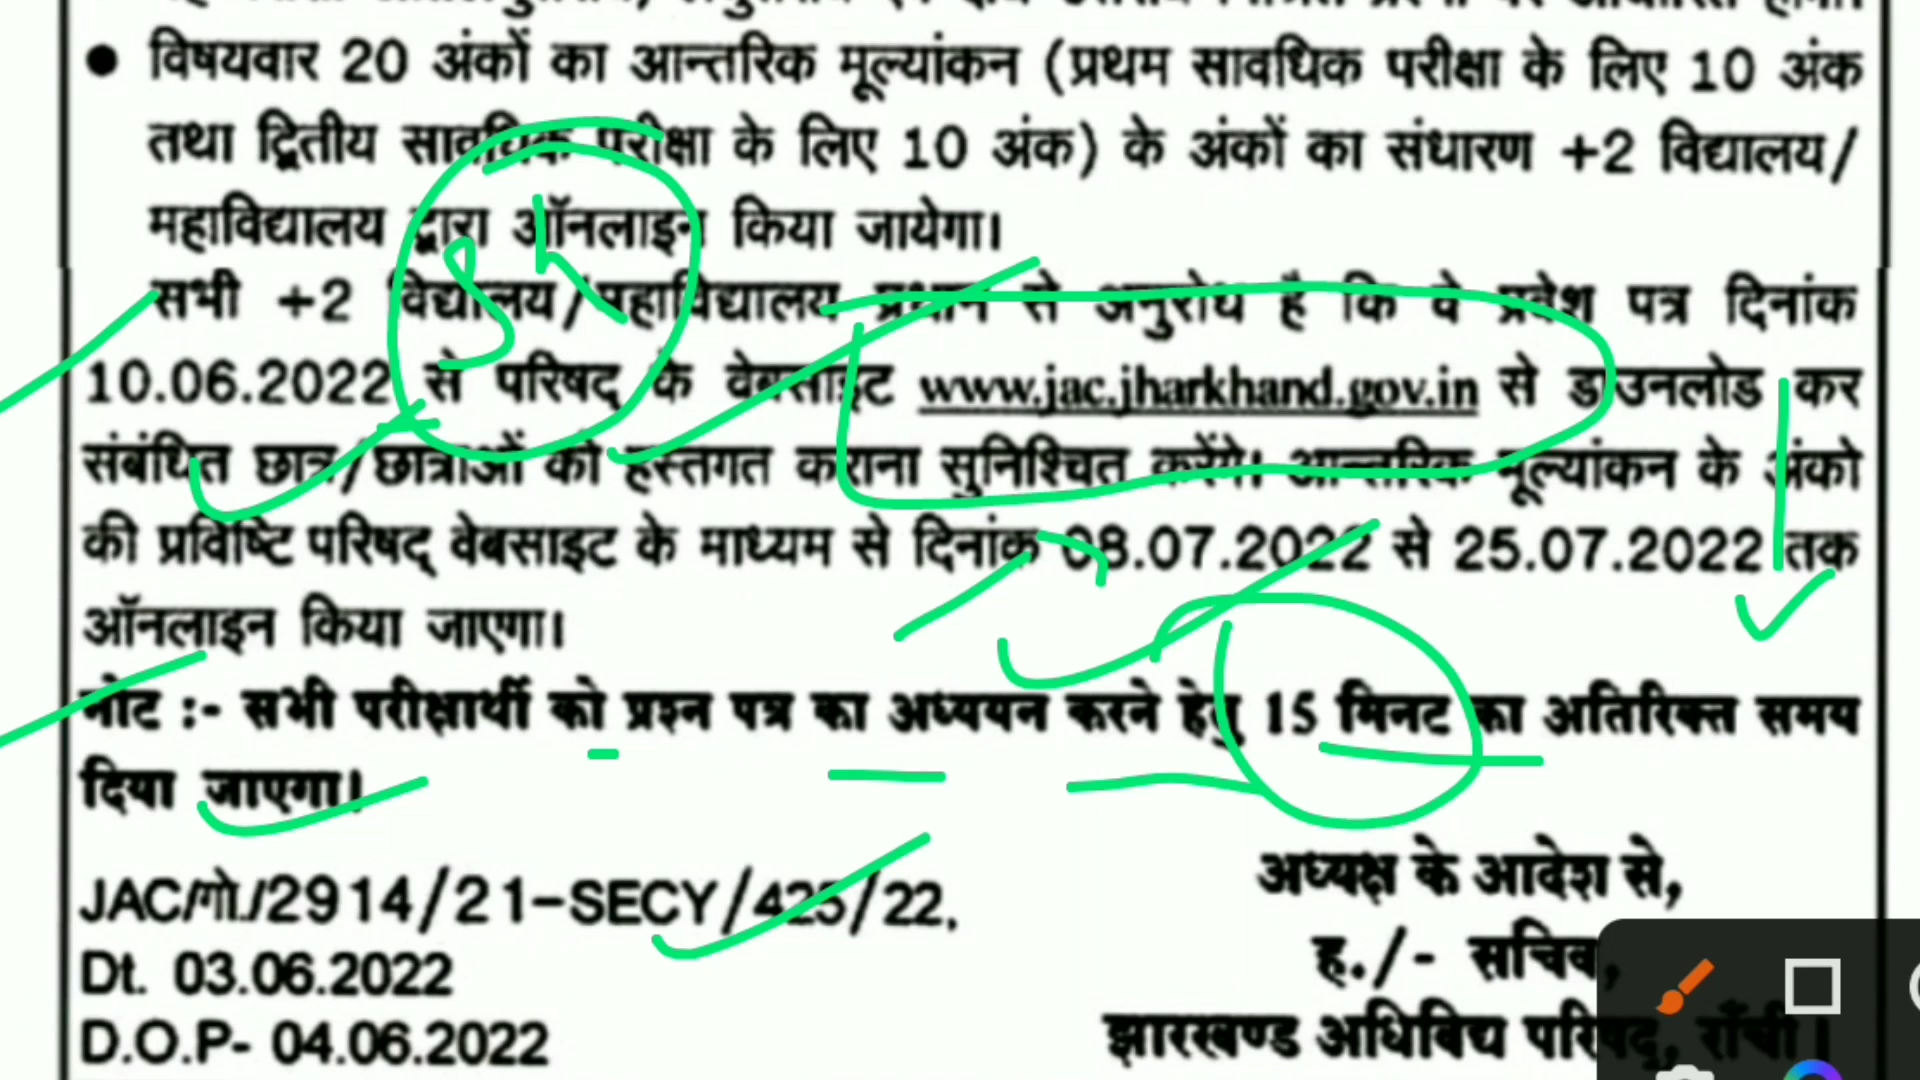 ● विषयवार 20 अंकों का आन्तरिक मूल्यांकन (प्रथम सावधिक परीक्षा के लिए 10 अंक
तथा द्वितीय सावधिक परीक्षा के लिए 10 अंक) के अंकों का संधारण +2 विद्यालय/
महाविद्यालय द्वारा ऑनलाइन किया जायेगा।
सभी +2 विद्यालय/महाविद्यालय प्रधान से अनुरोध है कि वे प्रवेश पत्र दिनांक
10.06.2022 से परिषद् के वेबसाइट www.jac.jharkhand.gov.in से डाउनलोड कर
संबंधित छात्र/छात्राओं को हस्तगत कराना सुनिश्चित करेंगे। आन्तरिक मूल्यांकन के अंको
की प्रविष्टि परिषद् वेबसाइट के माध्यम से दिनांक 08.07.2022 से 25.07.2022 तक
ऑनलाइन किया जाएगा।
नोट :- सभी परीक्षार्थी को प्रश्न पत्र का अध्ययन करने हेतु 15 मिनट का अतिरिक्त समय
दिया जाएगा।
JAC/गो./2914/21-SECY/425/22,
Dt. 03.06.2022
D.O.P- 04.06.2022
अध्यक्ष के आदेश से,
ह./- सचिव,
झारखण्ड अधिविद्य परिषद्, राँची।